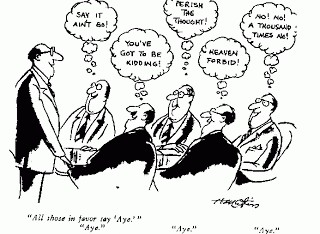 SAY IT
AIN'T SO!
YOU'VE
GOT TO BE
KIDDING!
PERISH
THE
THOUGHT!
HEAVEN
FORBID!
NO! NO!
A THOUSAND
TIMES NO!
"All those in favor say 'Aye.'"
"Aye."
"Aye."
"Aye."